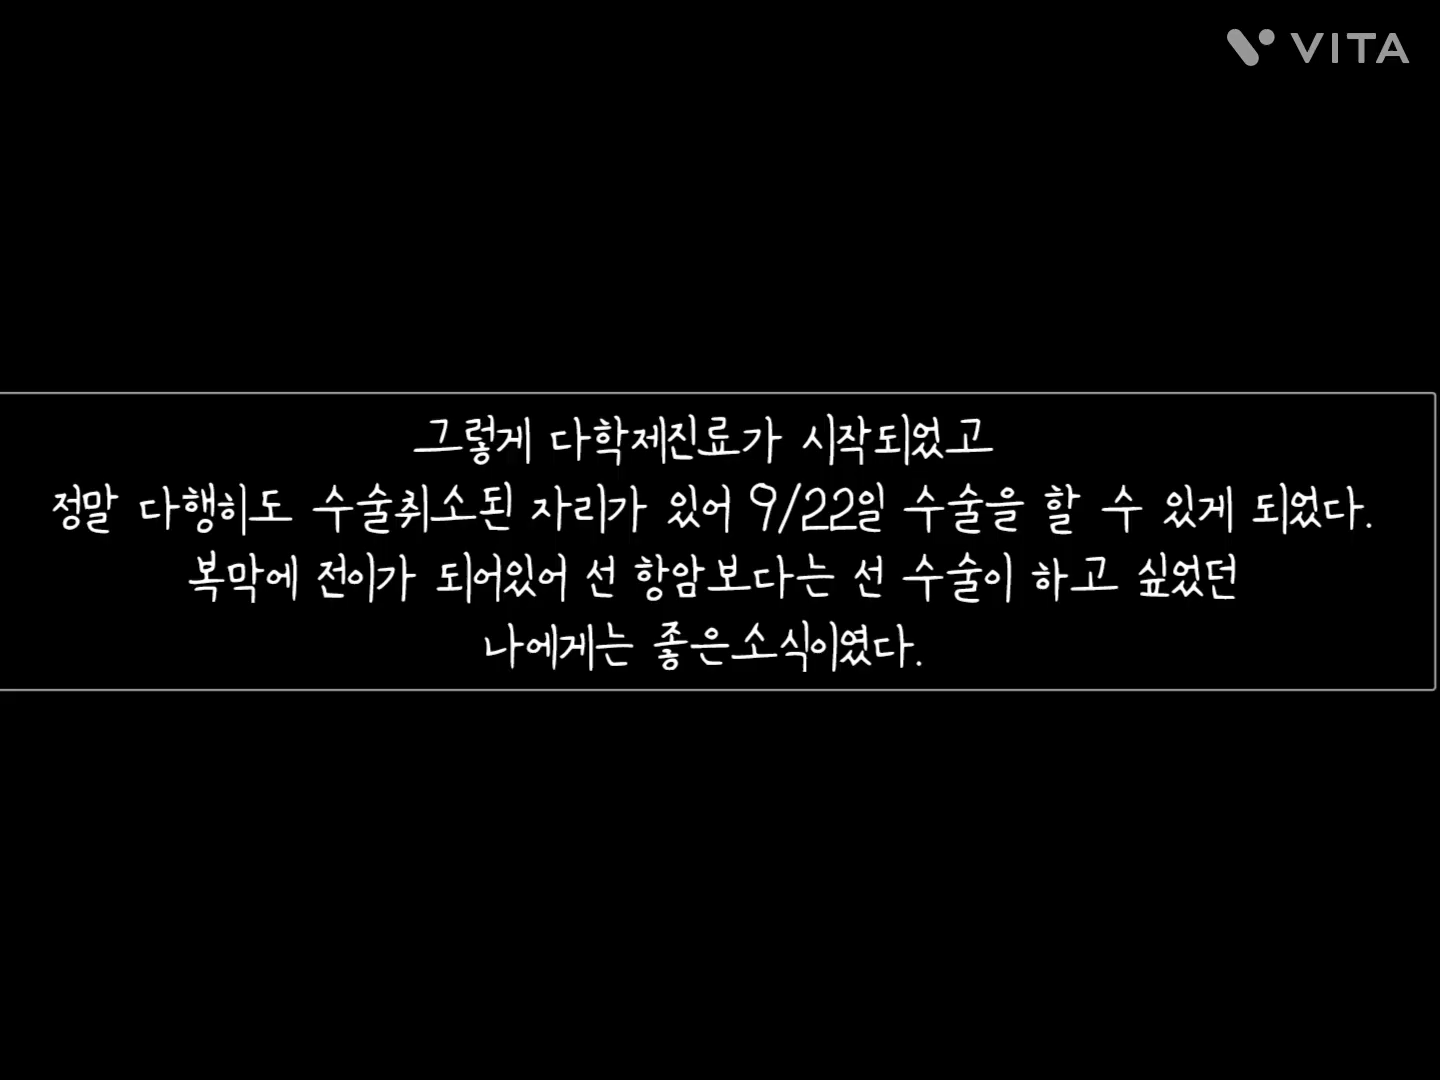 VITA
그렇게 다학제진료가 시작되었고
정말 다행히도 수술취소된 자리가 있어 9/22일 수술을 할 수 있게 되었다.
복막에 전이가 되어있어 선 항암보다는 선 수술이 하고 싶었던
나에게는 좋은소식이였다.